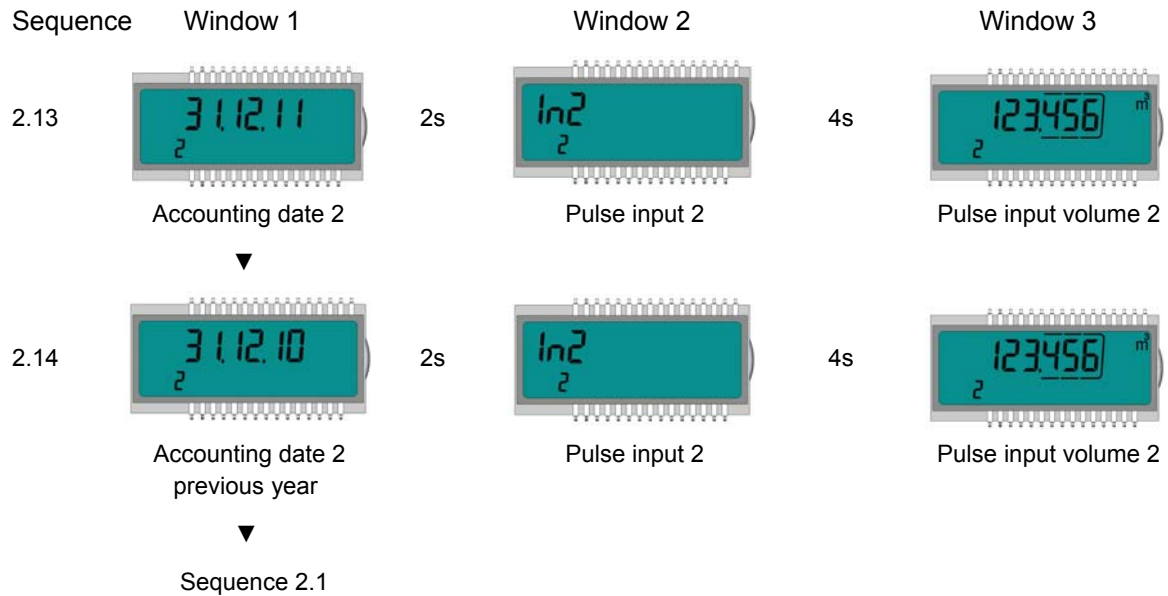 Sequence Window 1 Window 2 Window 3
2.13 31.12.11 2 2s In2 2 4s 123.456 m³ 2
Accounting date 2 Pulse input 2 Pulse input volume 2
▼
2.14 31.12.10 2 2s In2 2 4s 123.456 m³ 2
Accounting date 2 Pulse input 2 Pulse input volume 2
previous year
▼
Sequence 2.1